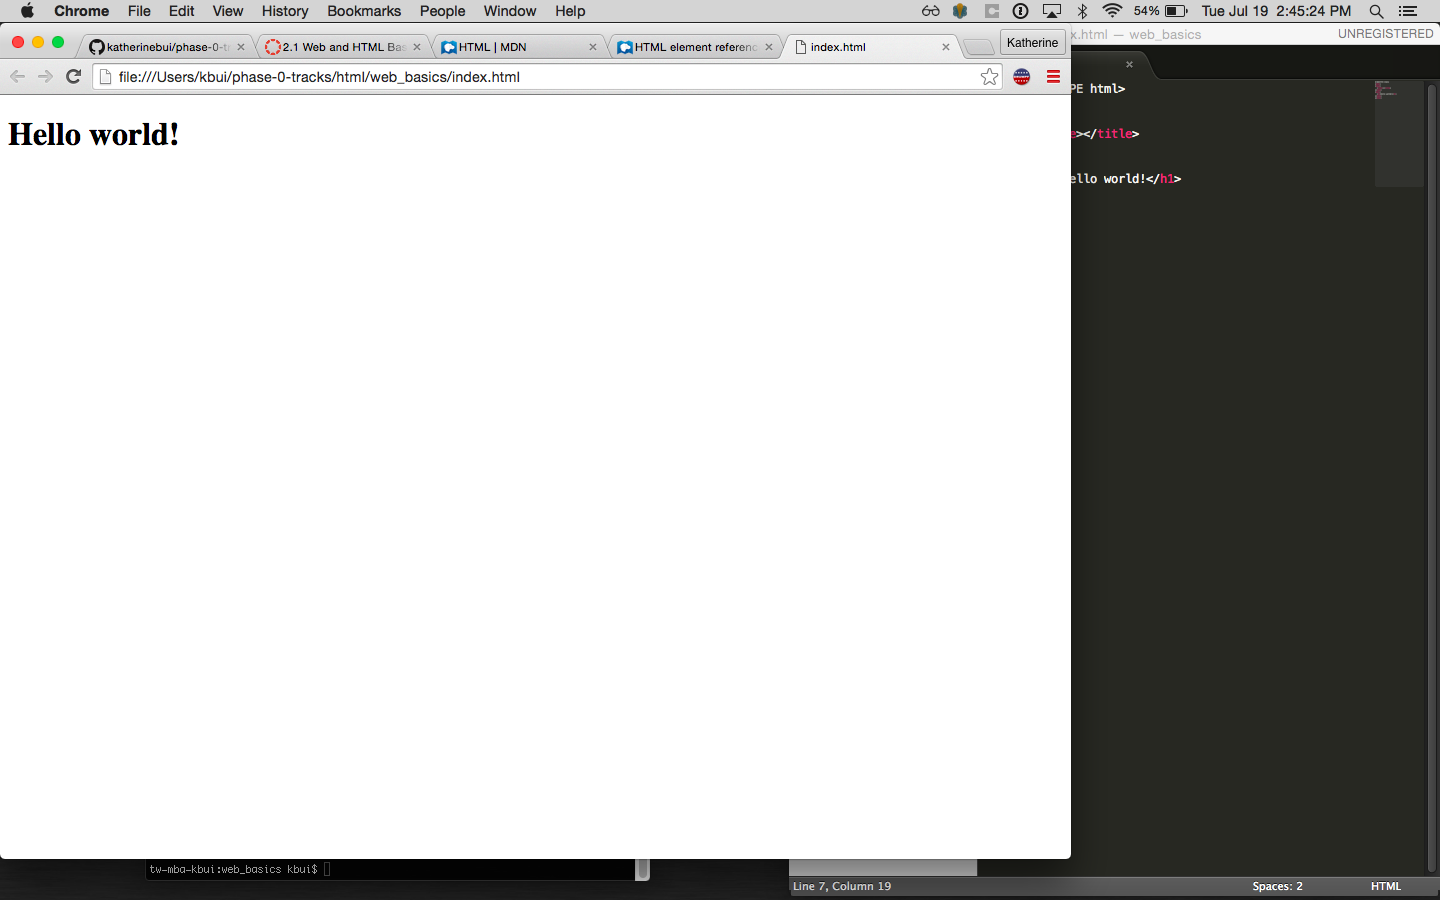 Chrome File Edit View History Bookmarks People Window Help 54% Tue Jul 19 2:45:24 PM
katherinebui/phase-0-t 2.1 Web and HTML Bas HTML | MDN HTML element referenc index.html Katherine
x.html — web_basics UNREGISTERED
file:///Users/kbui/phase-0-tracks/html/web_basics/index.html
Hello world!
PE html>
e></title>
ello world!</h1>
tw-mba-kbui:web_basics kbui$
Line 7, Column 19 Spaces: 2 HTML